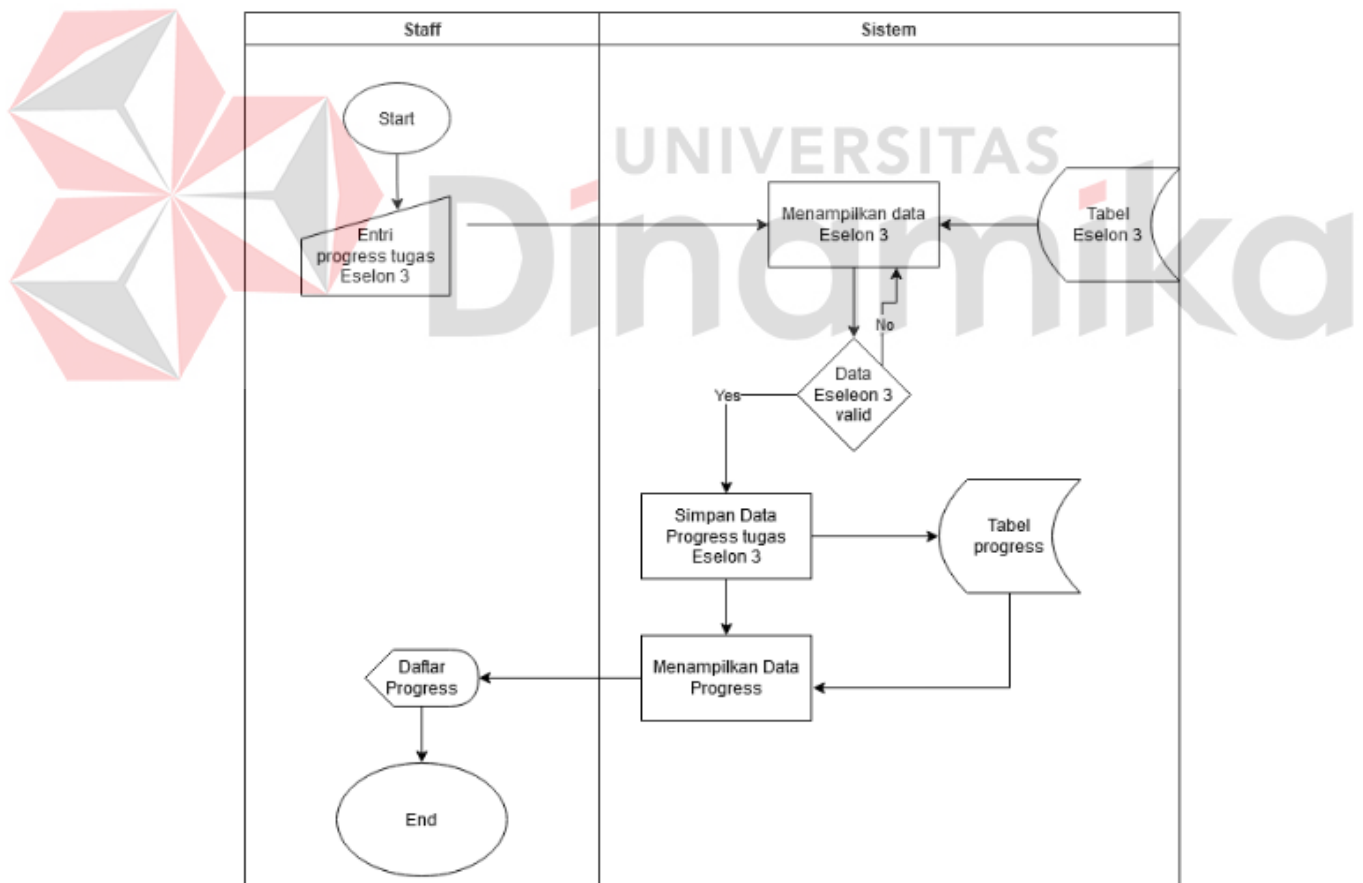 Staff
Sistem
Start
UNIVERSITAS
Dinamika
Entri
progress tugas
Eselon 3
Menampilkan data
Eselon 3
Tabel
Eselon 3
No
Data
Eseleon 3
valid
Yes
Simpan Data
Progress tugas
Eselon 3
Tabel
progress
Daftar
Progress
Menampilkan Data
Progress
End